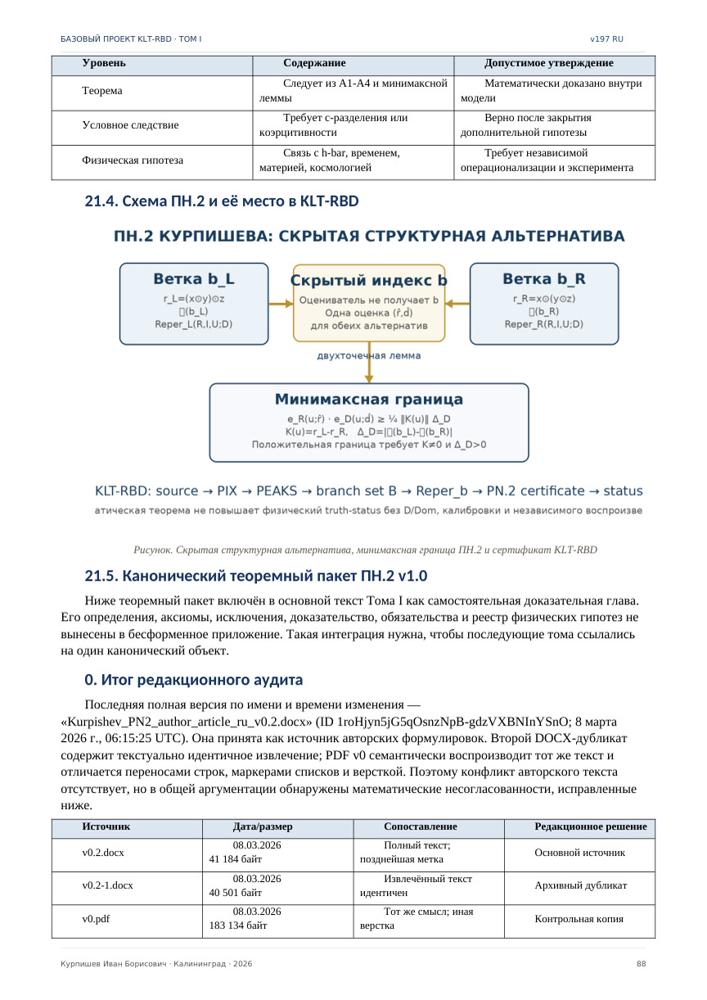 БАЗОВЫЙ ПРОЕКТ KLT-RBD · ТОМ I
v197 RU
Уровень
Содержание
Допустимое утверждение
Теорема
Следует из A1-A4 и минимаксной
леммы
Математически доказано внутри
модели
Условное следствие
Требует c-разделения или
коэрцитивности
Верно после закрытия
дополнительной гипотезы
Физическая гипотеза
Связь с h-bar, временем,
материей, космологией
Требует независимой
операционализации и эксперимента
21.4. Схема ПН.2 и её место в KLT-RBD
ПН.2 КУРПИШЕВА: СКРЫТАЯ СТРУКТУРНАЯ АЛЬТЕРНАТИВА
Ветка b_L
r_L=(x⊙y)⊙z
▯(b_L)
Reper_L(R,I,U;D)
Скрытый индекс b
Оцениватель не получает b
Одна оценка (r̂,d̂)
для обеих альтернатив
Ветка b_R
r_R=x⊙(y⊙z)
▯(b_R)
Reper_R(R,I,U;D)
двухточечная лемма
Минимаксная граница
e_R(u;r̂) · e_D(u;d̂) ≥ ¼ ‖K(u)‖ Δ_D
K(u)=r_L-r_R, Δ_D=|▯(b_L)-▯(b_R)|
Положительная граница требует K≠0 и Δ_D>0
KLT-RBD: source → PIX → PEAKS → branch set B → Reper_b → PN.2 certificate → status
атическая теорема не повышает физический truth-status без D/Dom, калибровки и независимого воспроизве
Рисунок. Скрытая структурная альтернатива, минимаксная граница ПН.2 и сертификат KLT-RBD
21.5. Канонический теоремный пакет ПН.2 v1.0
Ниже теоремный пакет включён в основной текст Тома I как самостоятельная доказательная глава.
Его определения, аксиомы, исключения, доказательство, обязательства и реестр физических гипотез не
вынесены в бесформенное приложение. Такая интеграция нужна, чтобы последующие тома ссылались
на один канонический объект.
0. Итог редакционного аудита
Последняя полная версия по имени и времени изменения —
«Kurpishev_PN2_author_article_ru_v0.2.docx» (ID 1roHjyn5jG5qOsnzNpB-gdzVXBNInYSnO; 8 марта
2026 г., 06:15:25 UTC). Она принята как источник авторских формулировок. Второй DOCX-дубликат
содержит текстуально идентичное извлечение; PDF v0 семантически воспроизводит тот же текст и
отличается переносами строк, маркерами списков и версткой. Поэтому конфликт авторского текста
отсутствует, но в общей аргументации обнаружены математические несогласованности, исправленные
ниже.
Источник
Дата/размер
Сопоставление
Редакционное решение
v0.2.docx
08.03.2026
41 184 байт
Полный текст;
позднейшая метка
Основной источник
v0.2-1.docx
08.03.2026
40 501 байт
Извлечённый текст
идентичен
Архивный дубликат
v0.pdf
08.03.2026
183 134 байт
Тот же смысл; иная
верстка
Контрольная копия
Курпишев Иван Борисович · Калининград · 2026
88